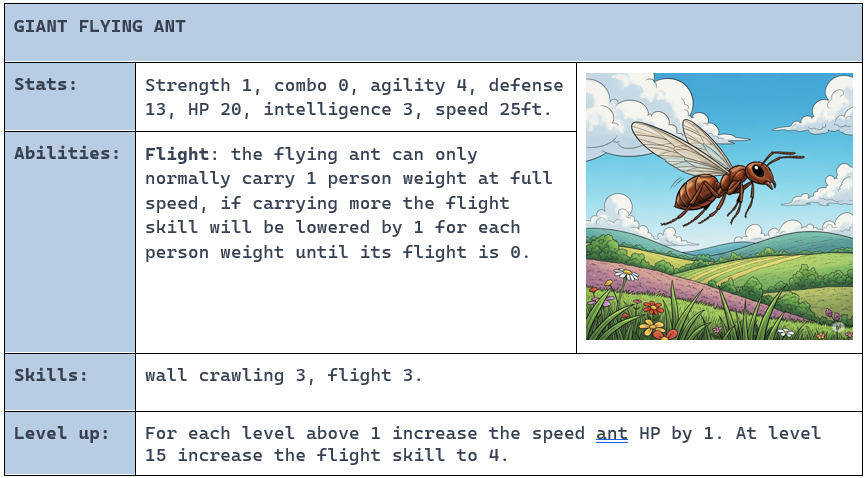 GIANT FLYING ANT
Stats:
Strength 1, combo 0, agility 4, defense
13, HP 20, intelligence 3, speed 25ft.
Abilities:
Flight: the flying ant can only
normally carry 1 person weight at full
speed, if carrying more the flight
skill will be lowered by 1 for each
person weight until its flight is 0.
Skills:
wall crawling 3, flight 3.
Level up:
For each level above 1 increase the speed ant HP by 1. At level
15 increase the flight skill to 4.